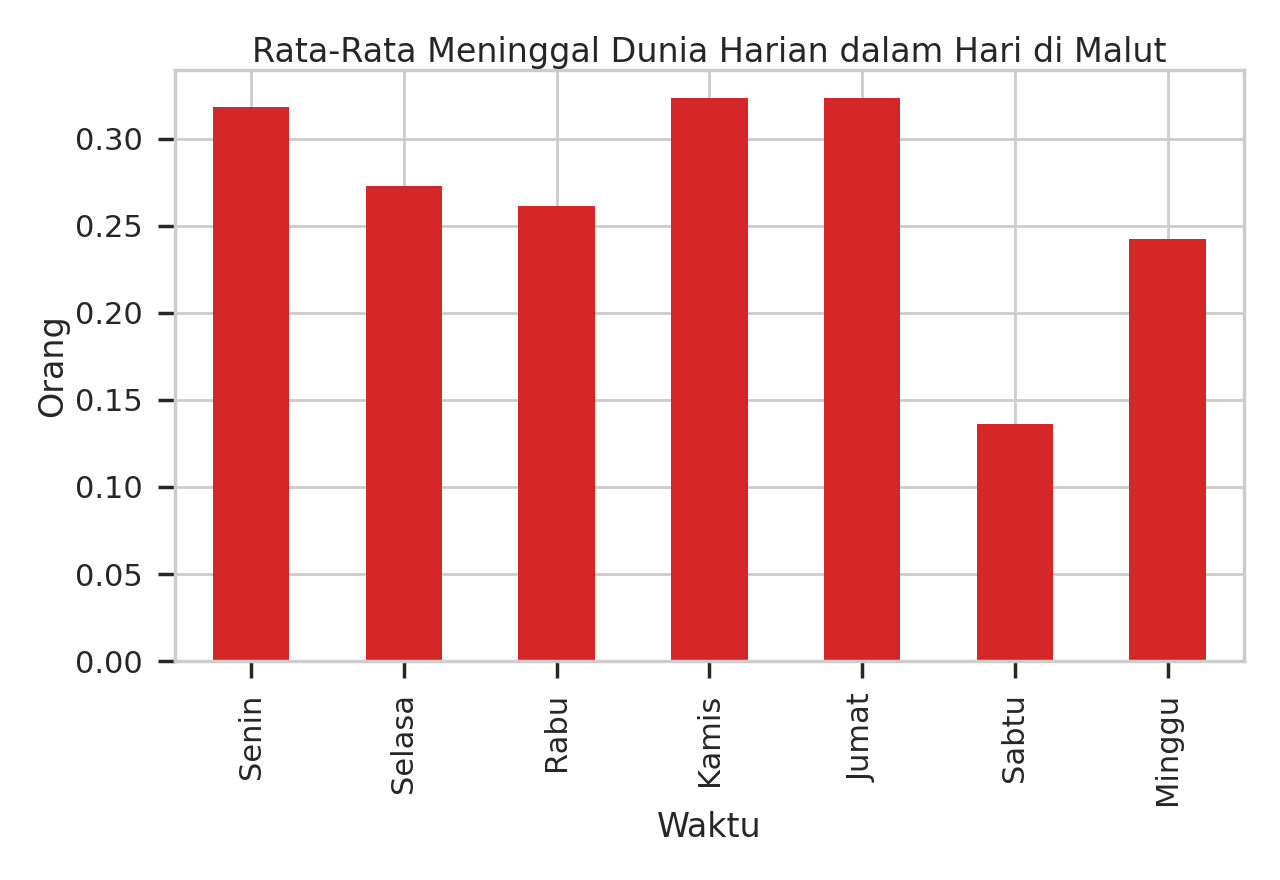 Rata-Rata Meninggal Dunia Harian dalam Hari di Malut
Orang
0.30
0.25
0.20
0.15
0.10
0.05
0.00
Senin
Selasa
Rabu
Kamis
Jumat
Sabtu
Minggu
Waktu